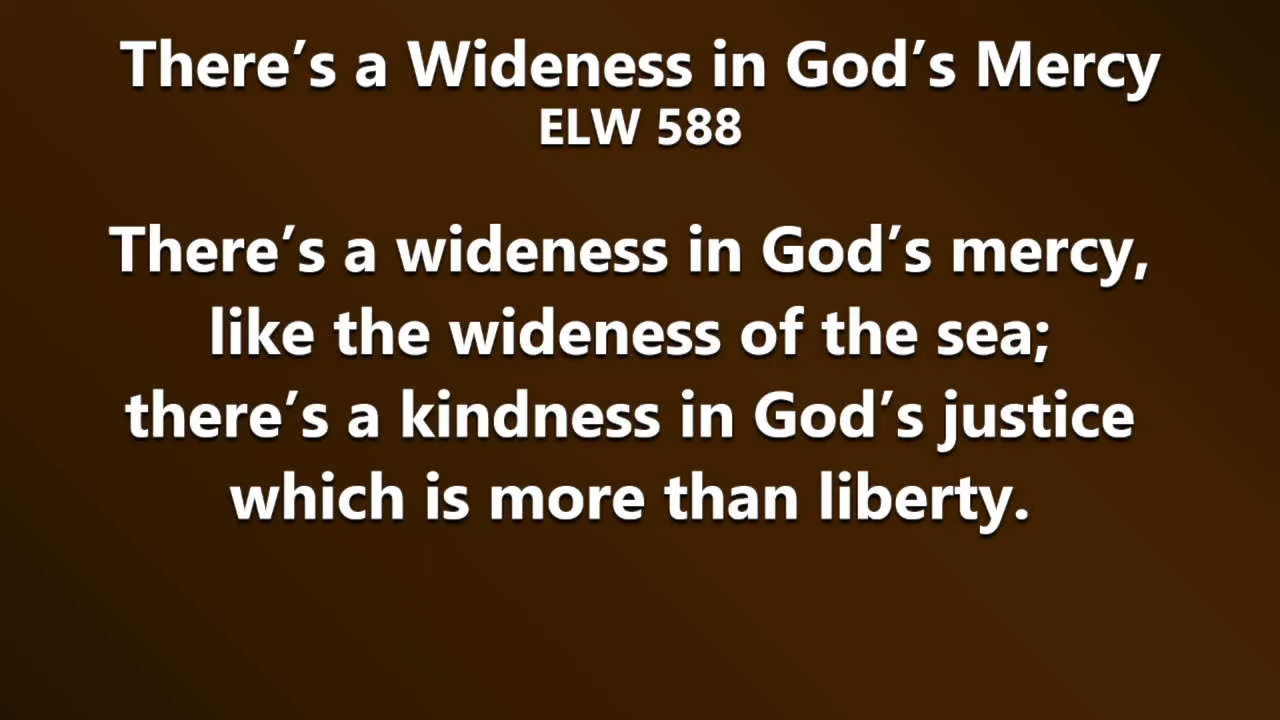 There’s a Wideness in God’s Mercy
ELW 588
There’s a wideness in God’s mercy,
like the wideness of the sea;
there’s a kindness in God’s justice
which is more than liberty.